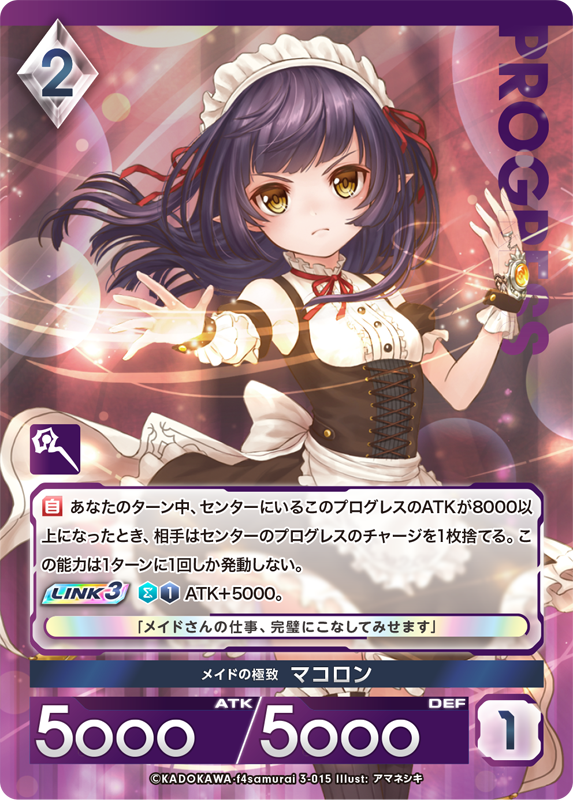 2
PROGRESS
自 あなたのターン中、センターにいるこのプログレスのATKが8000以
上になったとき、相手はセンターのプログレスのチャージを1枚捨てる。こ
の能力は1ターンに1回しか発動しない。
LINK3 Σ 1 ATK+5000。
「メイドさんの仕事、完璧にこなしてみせます」
メイドの極致 マコロン
ATK DEF
5000 5000 1
©KADOKAWA·f4samurai 3-015 Illust: アマネシキ